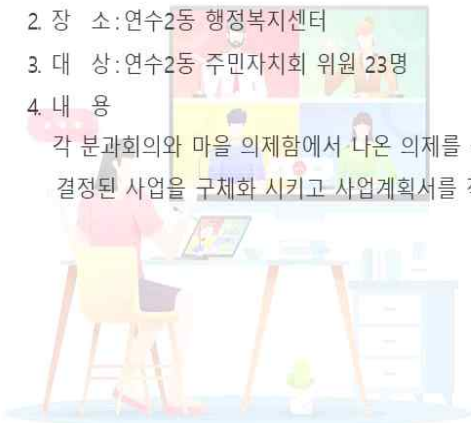 2. 장 소:연수2동 행정복지센터
3. 대 상:연수2동 주민자치회 위원 23명
4. 내 용
각 분과회의와 마을 의제함에서 나온 의제를
결정된 사업을 구체화 시키고 사업계획서를